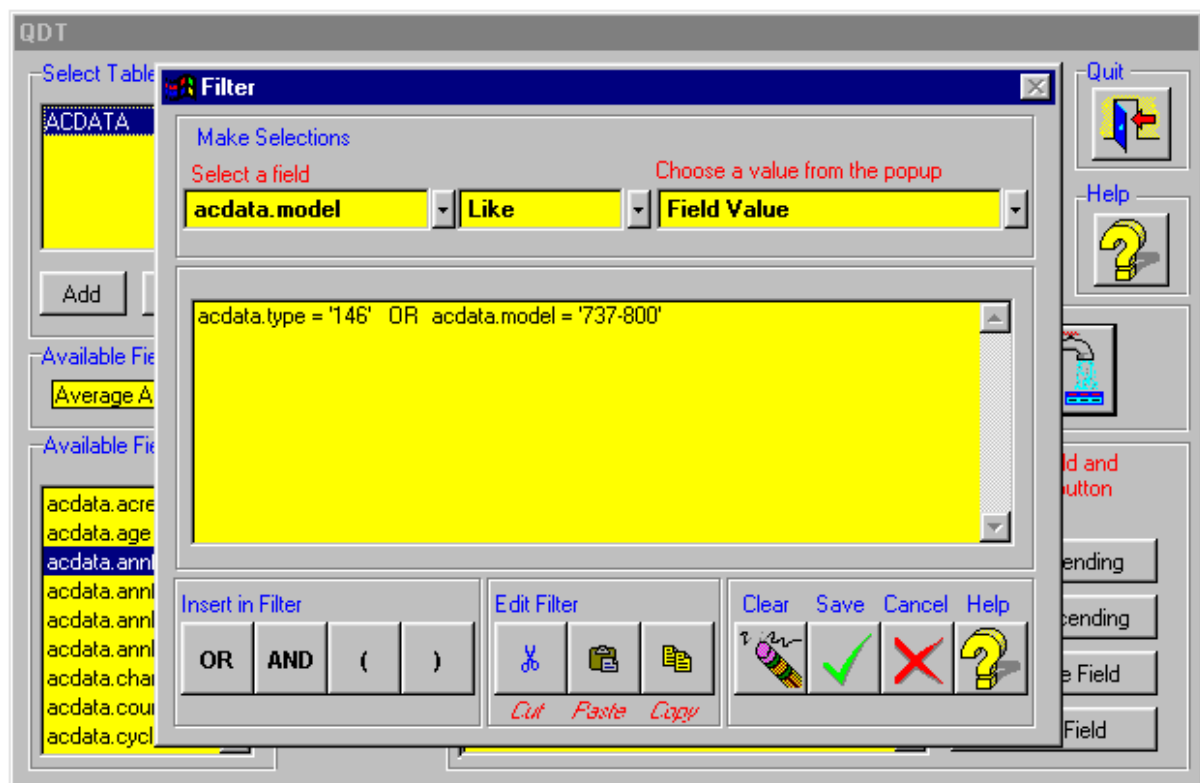 QDT
Select Table
ACDATA
Add
Available Fie
Average A
Available Fie
acdata.acre
acdata.age
acdata.annl
acdata.annl
acdata.annl
acdata.annl
acdata.char
acdata.cour
acdata.cycl
Filter
Make Selections
Select a field
Choose a value from the popup
acdata.model
Like
Field Value
acdata.type = '146' OR acdata.model = '737-800'
Insert in Filter
OR
AND
(
)
Edit Filter
Cut
Paste
Copy
Clear
Save
Cancel
Help
Quit
Help
ld and
button
ending
cending
e Field
Field